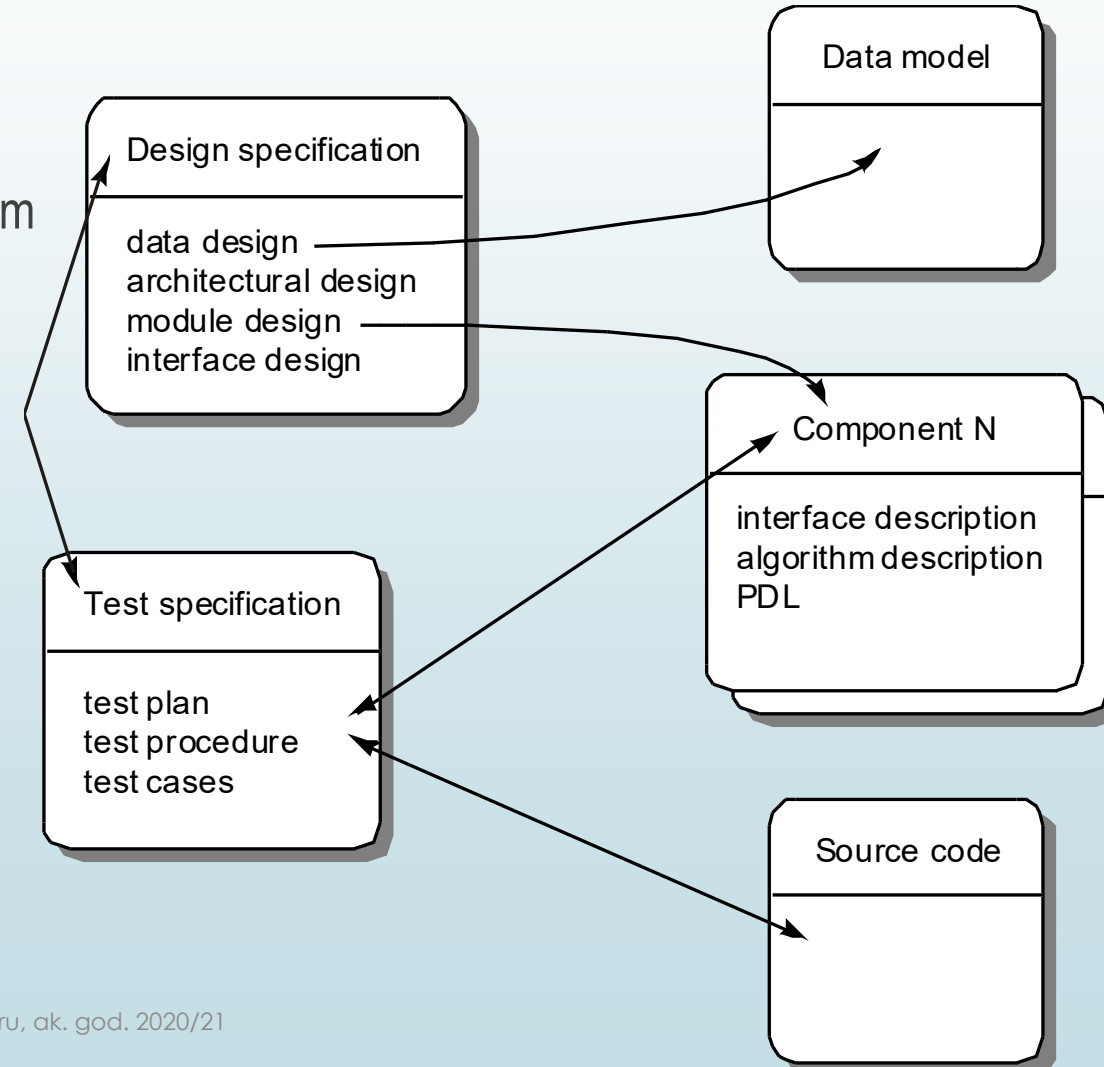 Data model
Design specification
m
data design
architectural design
module design
interface design
Component N
interface description
algorithm description
PDL
Test specification
test plan
test procedure
test cases
Source code
ru, ak. god. 2020/21